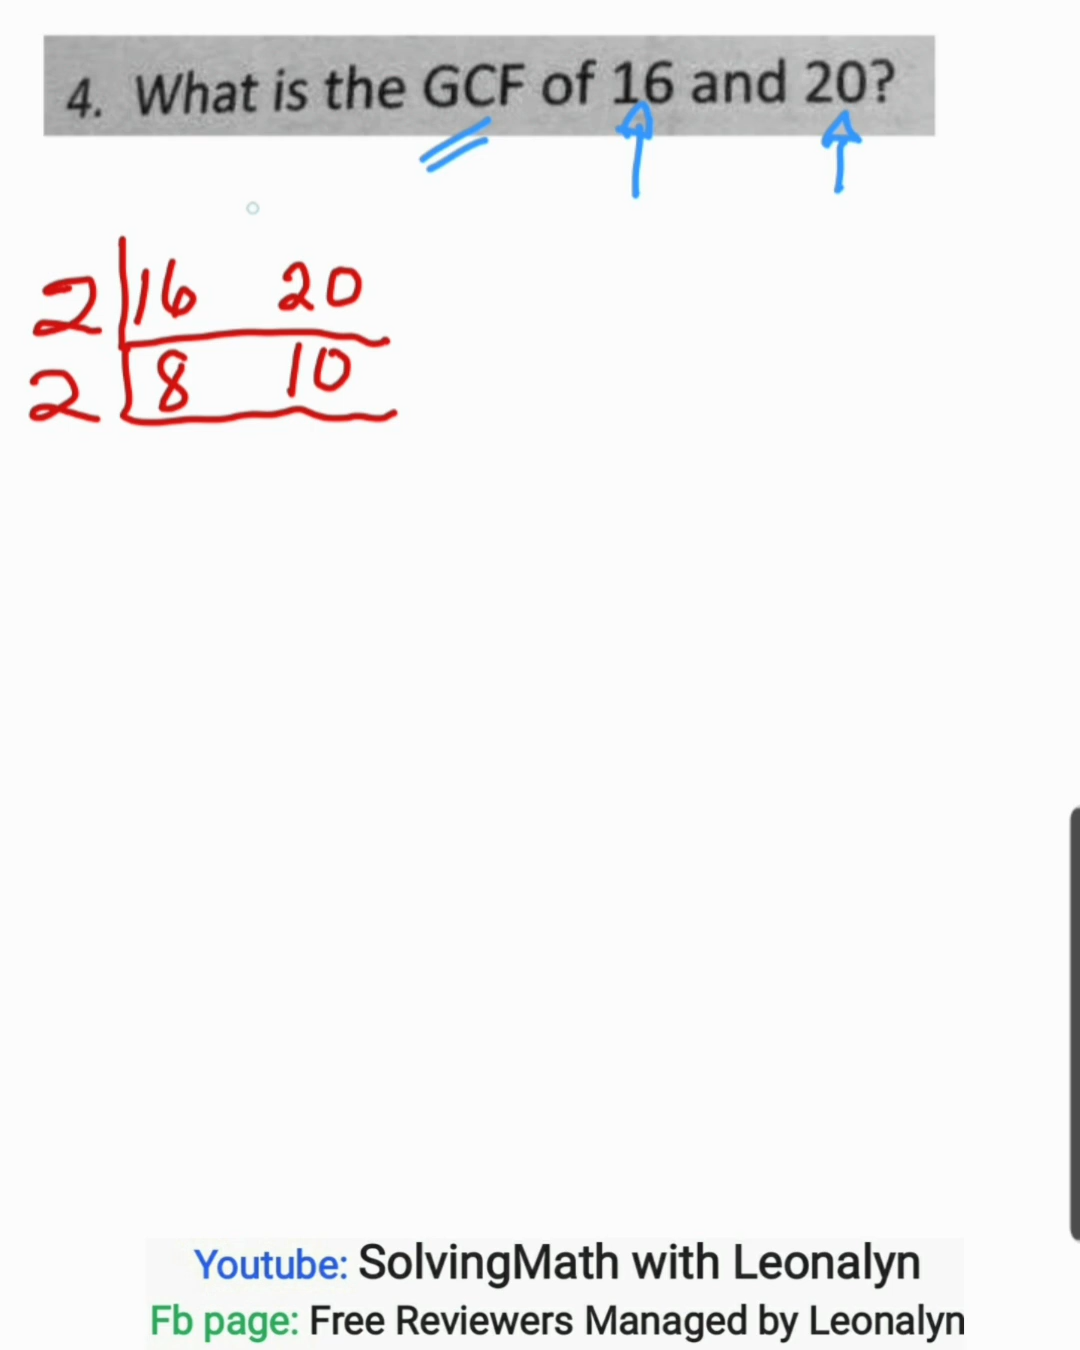 4. What is the GCF of 16 and 20?
2 16 20
2 8 10
Youtube: SolvingMath with Leonalyn
Fb page: Free Reviewers Managed by Leonalyn